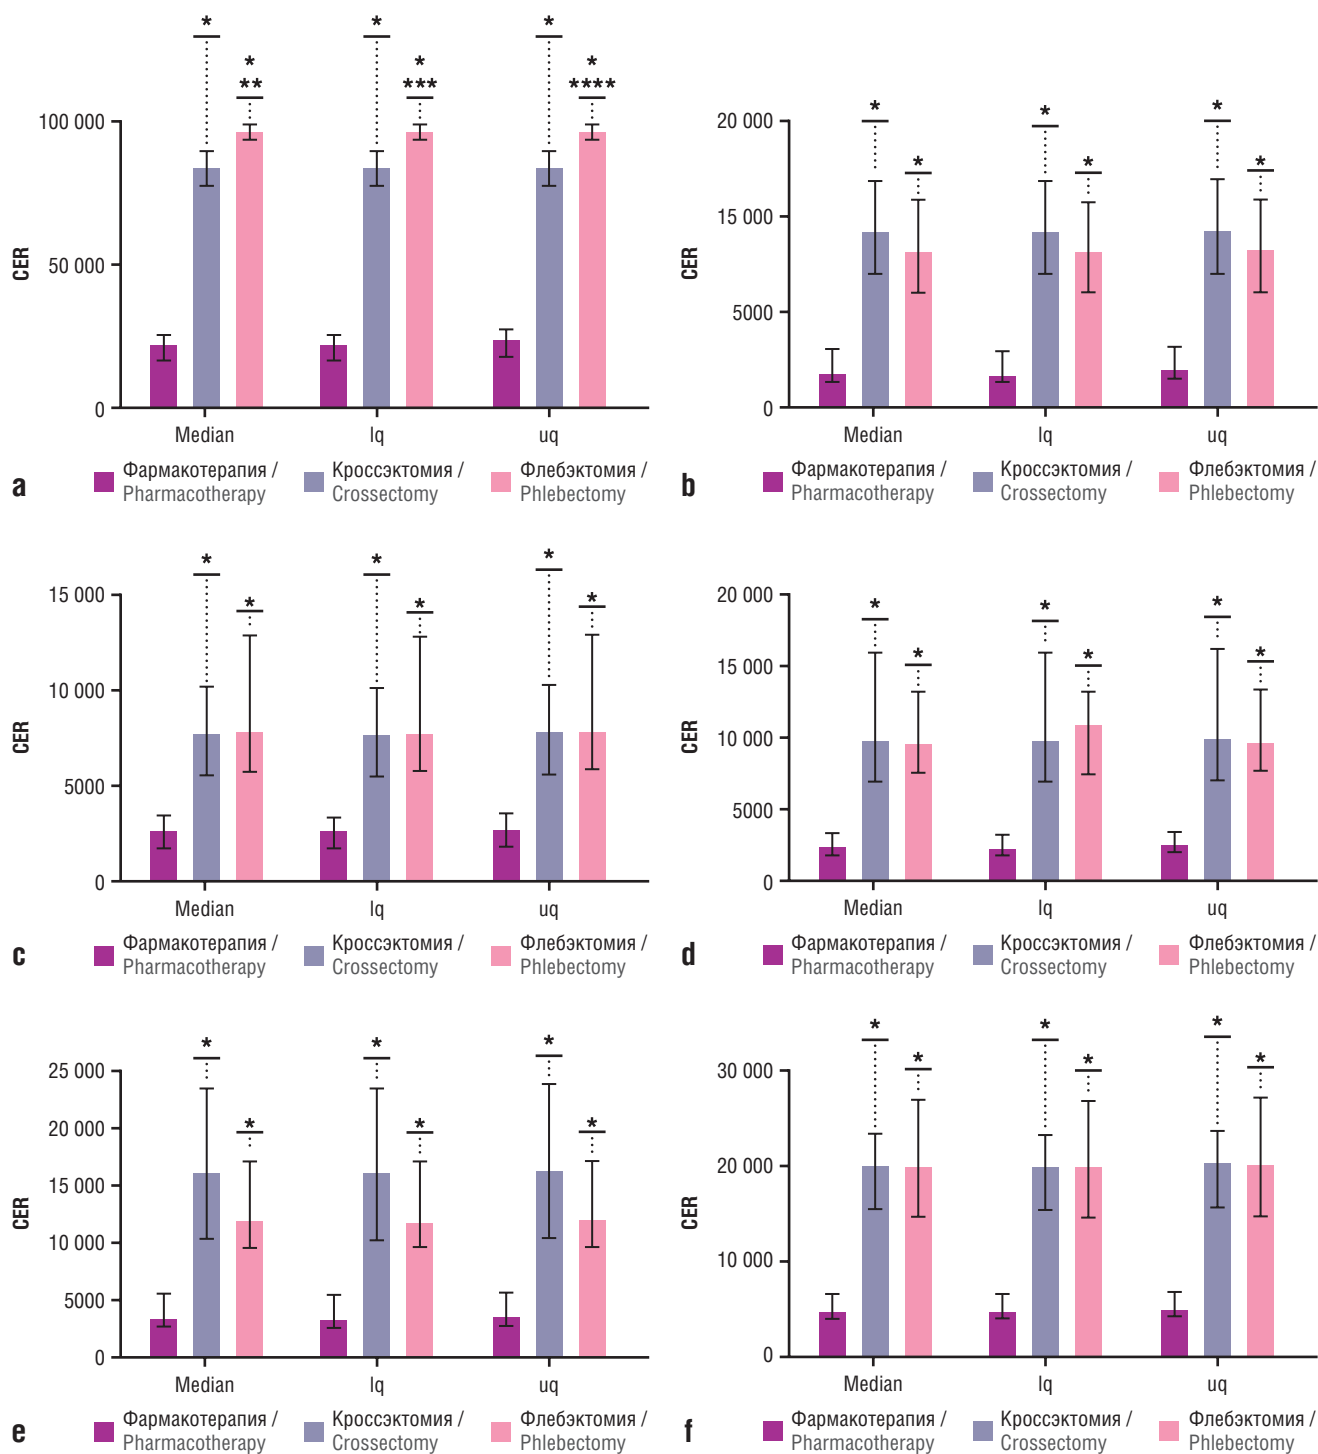 *
*
*
*
**
*
***
*
****
100 000
50 000
0
CER
Median
lq
uq
a
Фармакотерапия /
Pharmacotherapy
Кроссэктомия /
Crossectomy
Флебэктомия /
Phlebectomy
*
*
*
*
*
*
20 000
15 000
5000
0
CER
Median
lq
uq
b
Фармакотерапия /
Pharmacotherapy
Кроссэктомия /
Crossectomy
Флебэктомия /
Phlebectomy
*
*
*
*
*
*
15 000
10 000
5000
0
CER
Median
lq
uq
c
Фармакотерапия /
Pharmacotherapy
Кроссэктомия /
Crossectomy
Флебэктомия /
Phlebectomy
*
*
*
*
*
*
20 000
15 000
10 000
5000
0
CER
Median
lq
uq
d
Фармакотерапия /
Pharmacotherapy
Кроссэктомия /
Crossectomy
Флебэктомия /
Phlebectomy
*
*
*
*
*
*
25 000
20 000
15 000
10 000
5000
0
CER
Median
lq
uq
e
Фармакотерапия /
Pharmacotherapy
Кроссэктомия /
Crossectomy
Флебэктомия /
Phlebectomy
*
*
*
*
*
*
30 000
20 000
10 000
0
CER
Median
lq
uq
f
Фармакотерапия /
Pharmacotherapy
Кроссэктомия /
Crossectomy
Флебэктомия /
Phlebectomy